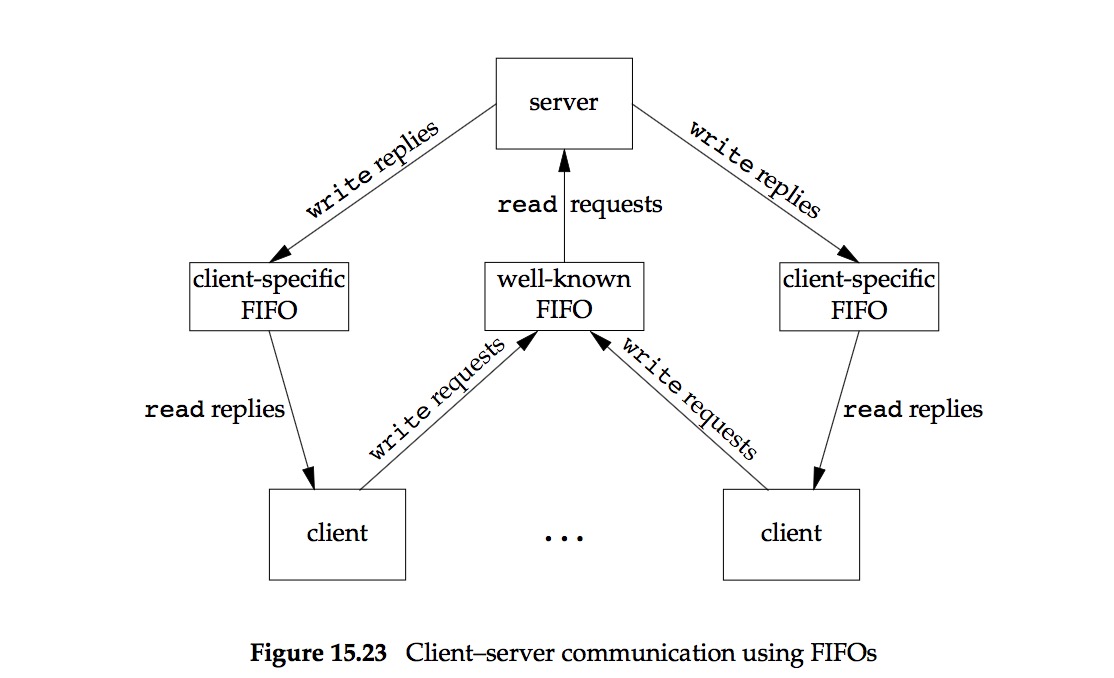 server
write replies
write replies
read requests
client-specific
FIFO
well-known
FIFO
client-specific
FIFO
write requests
write requests
read replies
read replies
client
...
client
Figure 15.23 Client–server communication using FIFOs